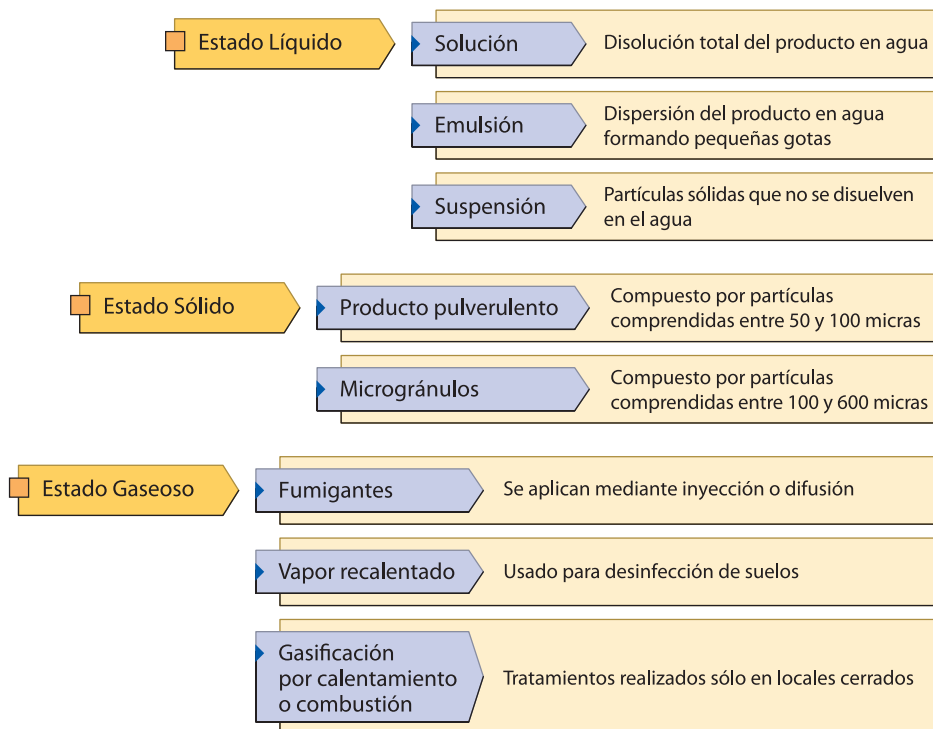 Estado Líquido
Solución
Disolución total del producto en agua
Emulsión
Dispersión del producto en agua
formando pequeñas gotas
Suspensión
Partículas sólidas que no se disuelven
en el agua
Estado Sólido
Producto pulverulento
Compuesto por partículas
comprendidas entre 50 y 100 micras
Microgránulos
Compuesto por partículas
comprendidas entre 100 y 600 micras
Estado Gaseoso
Fumigantes
Se aplican mediante inyección o difusión
Vapor recalentado
Usado para desinfección de suelos
Gasificación
por calentamiento
o combustión
Tratamientos realizados sólo en locales cerrados